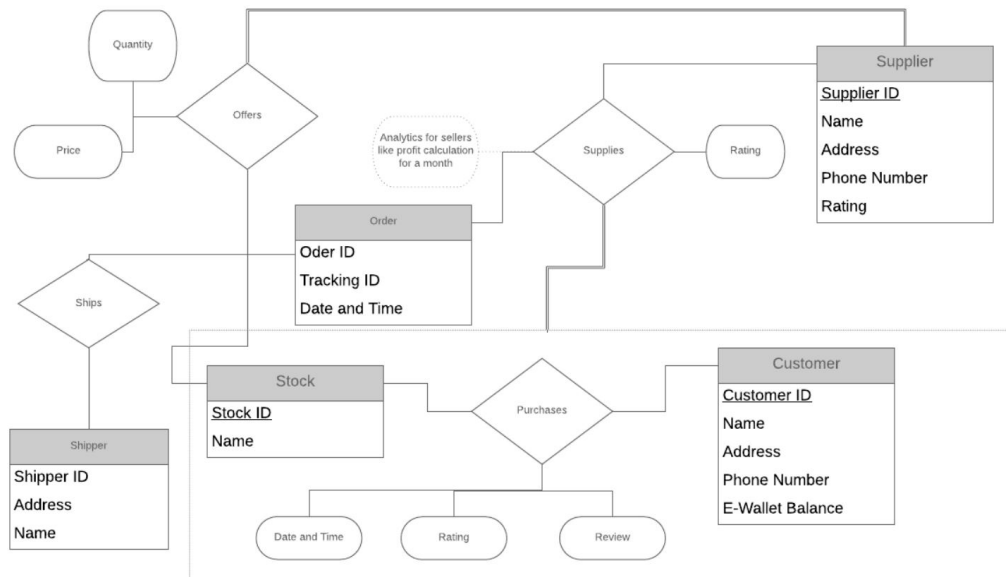 Quantity
Price
Offers
Analytics for sellers
like profit calculation
for a month
Supplies
Rating
Supplier
Supplier ID
Name
Address
Phone Number
Rating
Order
Oder ID
Tracking ID
Date and Time
Ships
Shipper
Shipper ID
Address
Name
Stock
Stock ID
Name
Purchases
Customer
Customer ID
Name
Address
Phone Number
E-Wallet Balance
Date and Time
Rating
Review